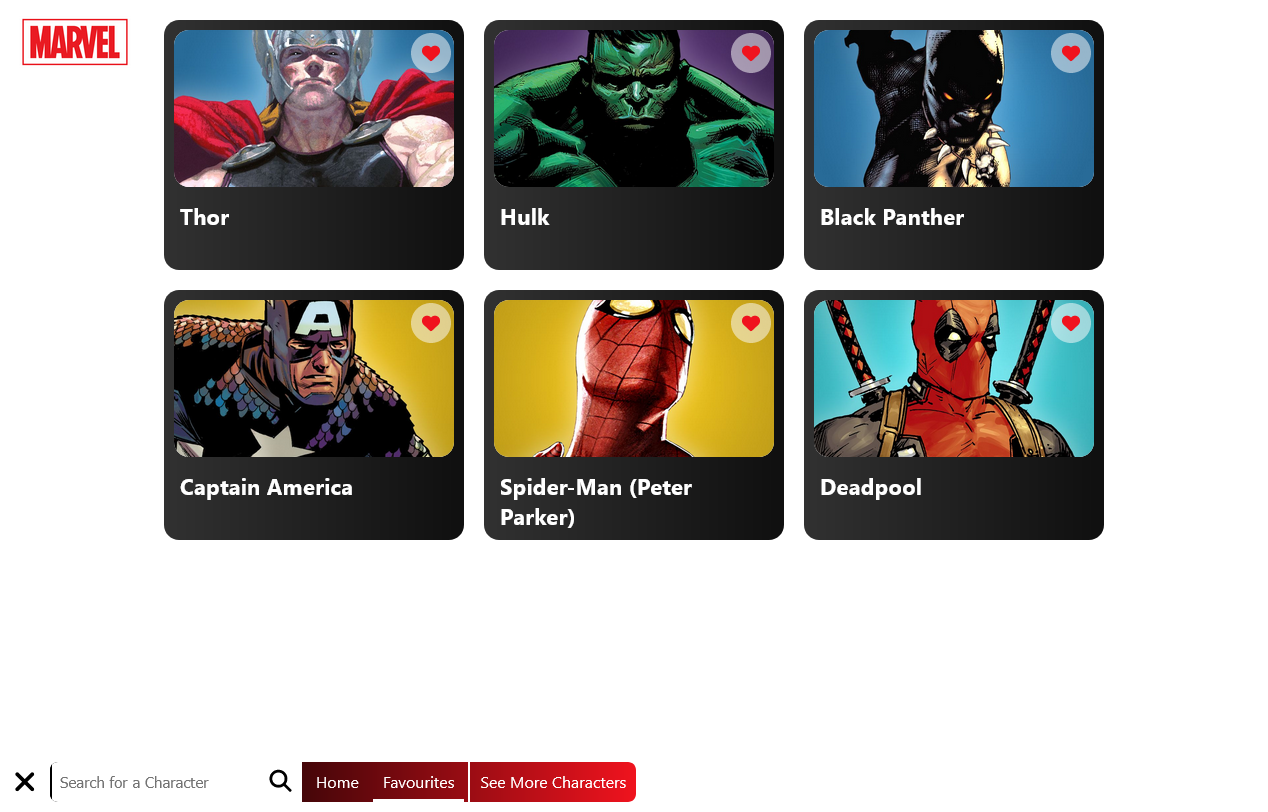 MARVEL
Thor
Hulk
Black Panther
Captain America
Spider-Man (Peter
Parker)
Deadpool
Search for a Character
Home
Favourites
See More Characters